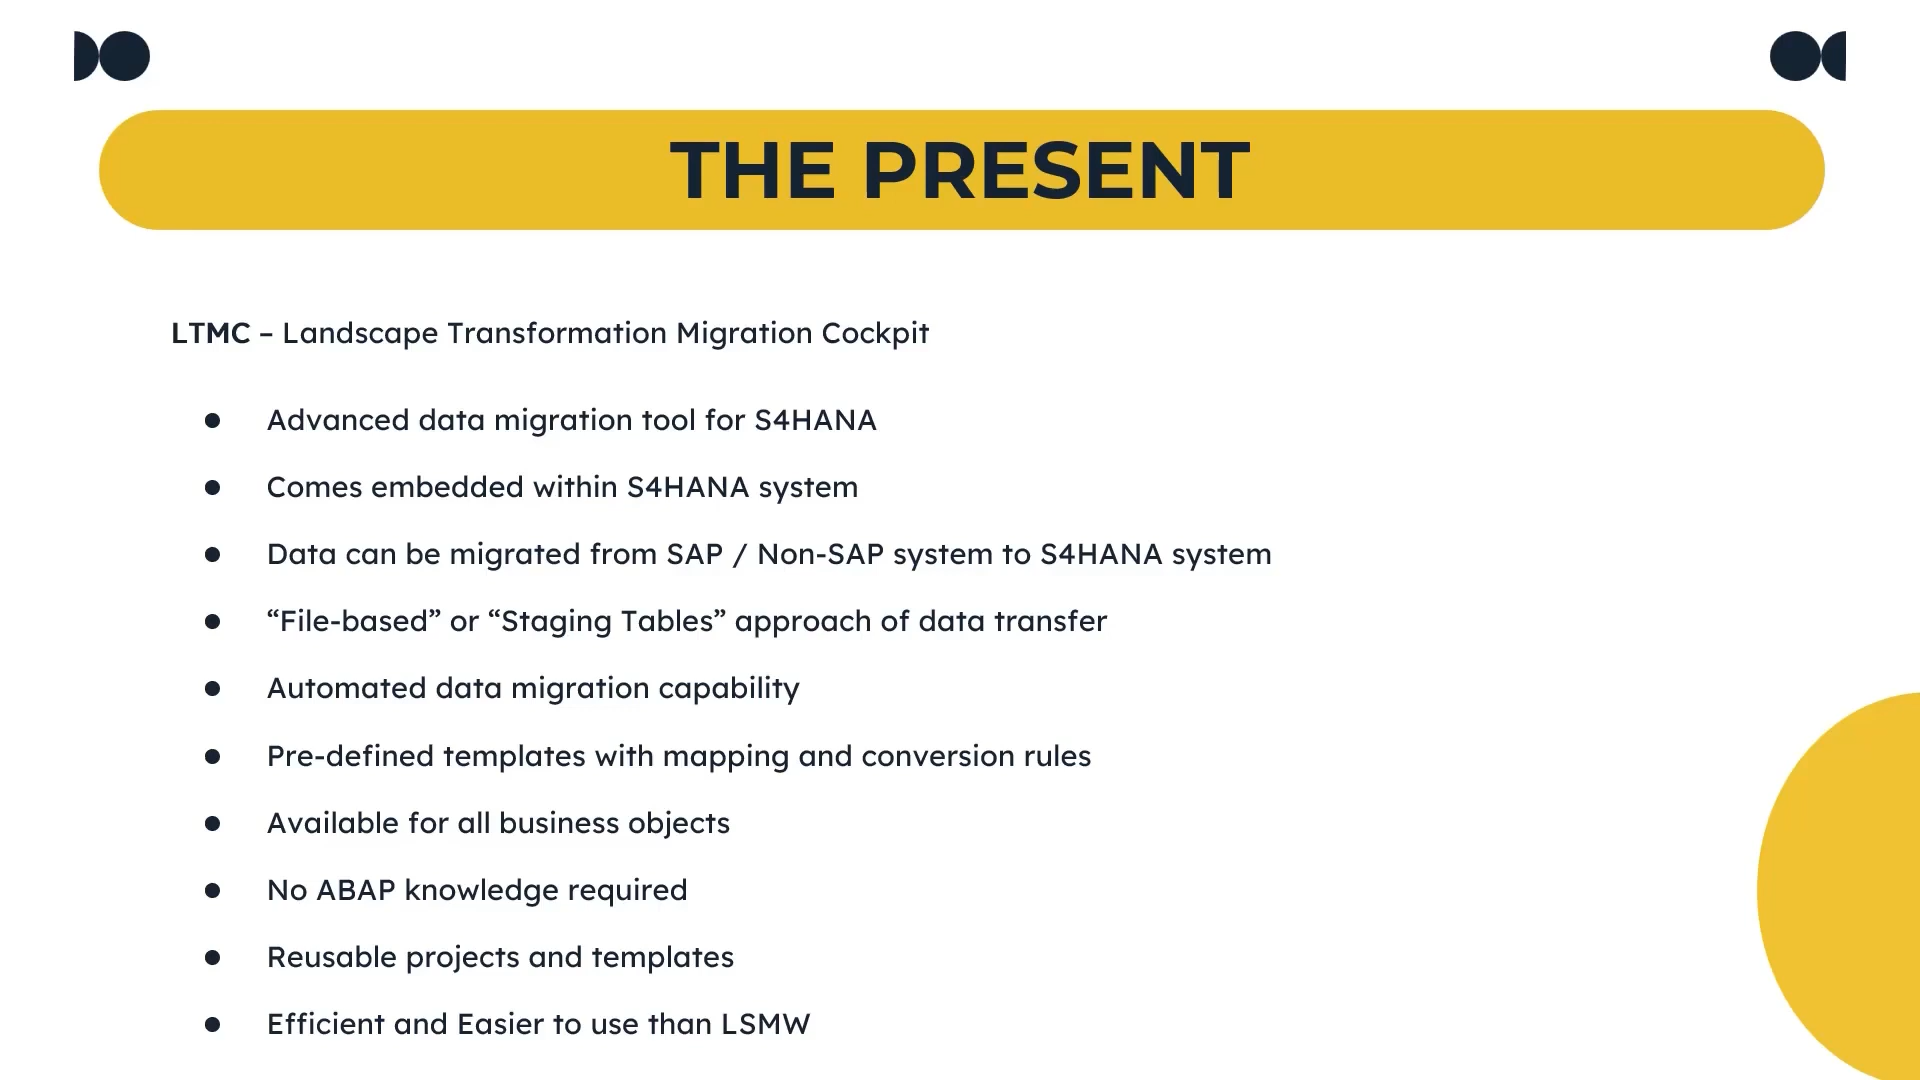 THE PRESENT
LTMC – Landscape Transformation Migration Cockpit
● Advanced data migration tool for S4HANA
● Comes embedded within S4HANA system
● Data can be migrated from SAP / Non-SAP system to S4HANA system
● “File-based” or “Staging Tables” approach of data transfer
● Automated data migration capability
● Pre-defined templates with mapping and conversion rules
● Available for all business objects
● No ABAP knowledge required
● Reusable projects and templates
● Efficient and Easier to use than LSMW